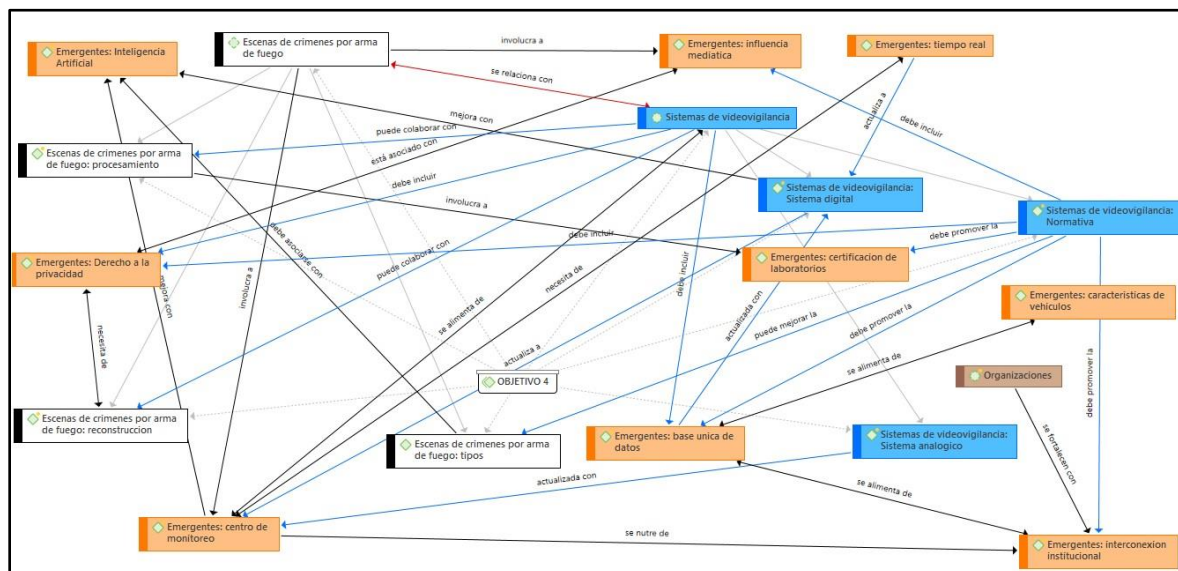 Emergentes: Inteligencia
Artificial
Escenas de crimenes por arma de
fuego
involucra a
Emergentes: influencia
mediatica
Emergentes: tiempo real
se relaciona con
mejora con
Sistemas de videovigilancia
actualiza a
debe incluir
puede colaborar con
Escenas de crimenes por arma
de fuego: procesamiento
está asociado con
debe incluir
Sistemas de videovigilancia:
Sistema digital
involucra a
Sistemas de videovigilancia:
Normativa
debe asociarse con
debe incluir
debe promover la
Emergentes: Derecho a la
privacidad
puede colaborar con
debe incluir
Emergentes: certificacion de
laboratorios
mejora con
involucra a
necesita de
Emergentes: caracteristicas de
vehículos
se alimenta de
puede mejorar la
actualizada con
debe promover la
necesita de
actualiza a
se alimenta de
debe promover la
OBJETIVO 4
Organizaciones
Escenas de crimenes por arma
de fuego: reconstruccion
Escenas de crimenes por arma
de fuego: tipos
Emergentes: base unica de
datos
Sistemas de videovigilancia:
Sistema analogico
se fortalecen con
actualizada con
se alimenta de
Emergentes: centro de
monitoreo
se nutre de
Emergentes: interconexion
institucional